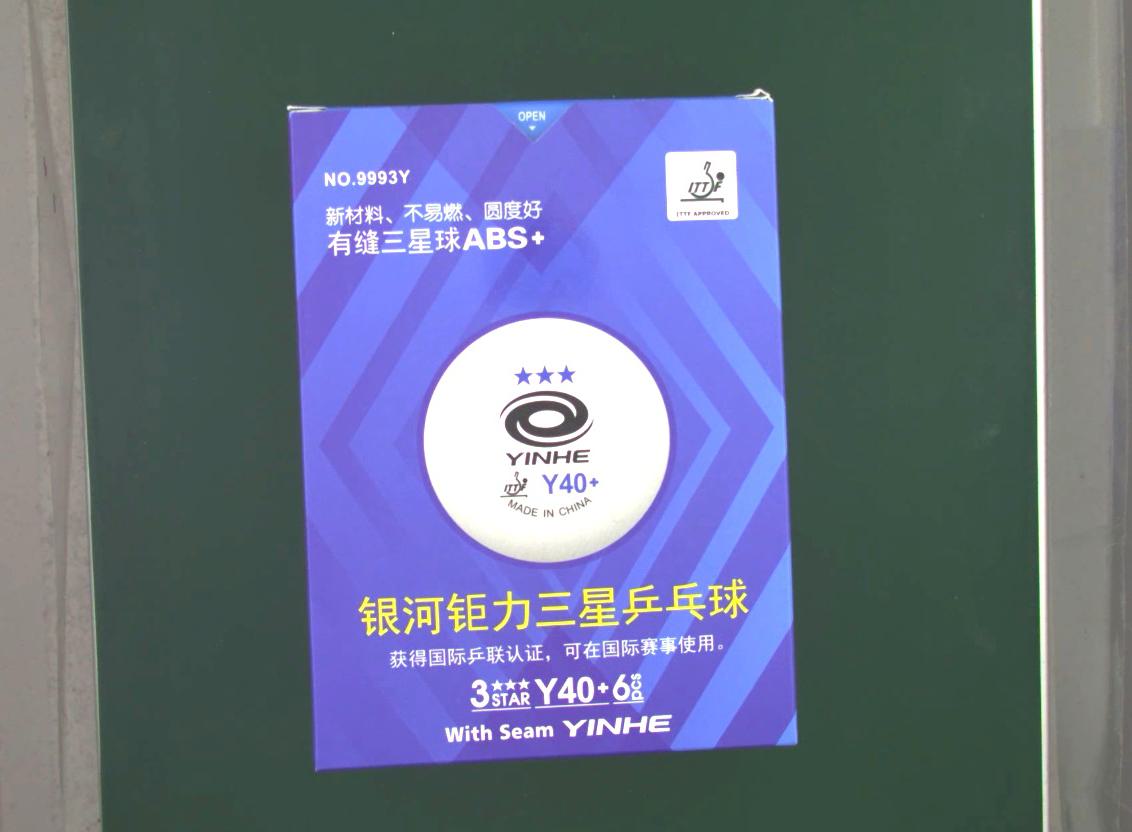 OPEN
NO.9993Y
ITTF
ITTF APPROVED
新材料、不易燃、圆度好
有缝三星球ABS+
YINHE
ITTF Y40+
MADE IN CHINA
银河钜力三星乒乓球
获得国际乒联认证，可在国际赛事使用。
3 STAR Y40+ 6 PCS
With Seam YINHE